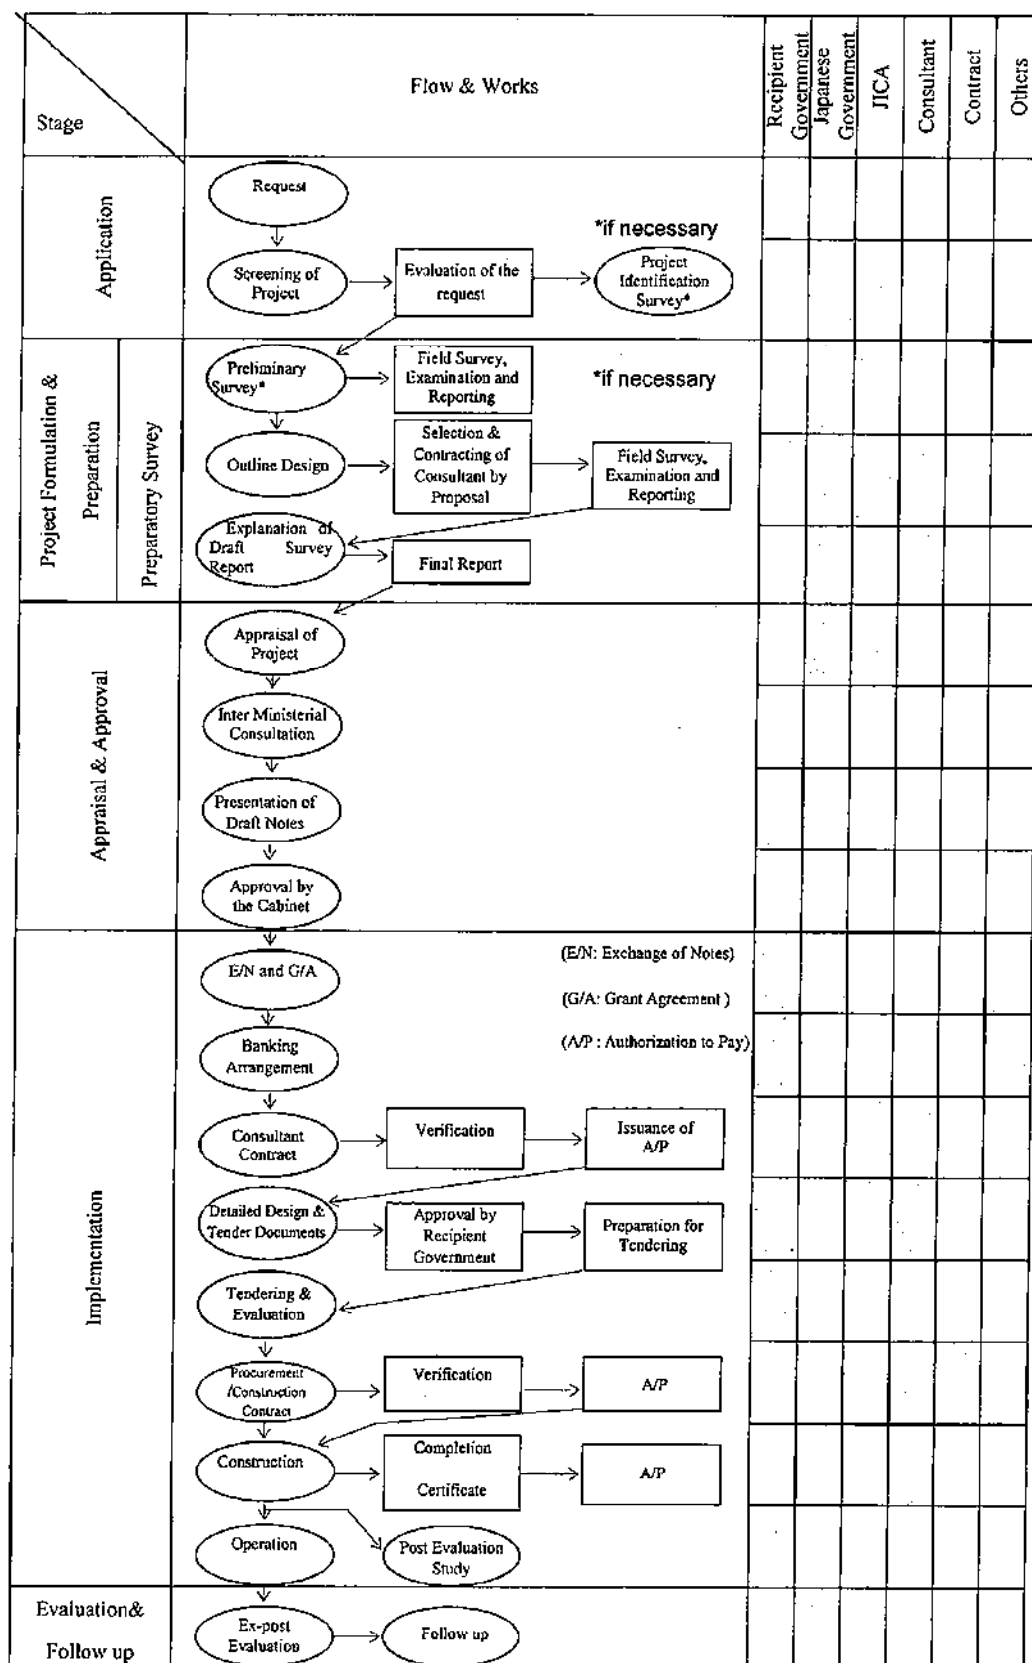 Stage
Flow & Works
Recipient
Government
Japanese
Government
JICA
Consultant
Contract
Others
Application
Request
*if necessary
Screening of
Project
Evaluation of the
request
Project
Identification
Survey*
Project Formulation &
Preparation
Preparatory Survey
Preliminary
Survey*
Field Survey,
Examination and
Reporting
*if necessary
Outline Design
Selection &
Contracting of
Consultant by
Proposal
Field Survey,
Examination and
Reporting
Explanation of
Draft Survey
Report
Final Report
Appraisal & Approval
Appraisal of
Project
Inter Ministerial
Consultation
Presentation of
Draft Notes
Approval by
the Cabinet
Implementation
E/N and G/A
(E/N: Exchange of Notes)
(G/A: Grant Agreement )
(A/P : Authorization to Pay)
Banking
Arrangement
Consultant
Contract
Verification
Issuance of
A/P
Detailed Design &
Tender Documents
Approval by
Recipient
Government
Preparation for
Tendering
Tendering &
Evaluation
Procurement
/Construction
Contract
Verification
A/P
Construction
Completion
Certificate
A/P
Operation
Post Evaluation
Study
Evaluation&
Follow up
Ex-post
Evaluation
Follow up